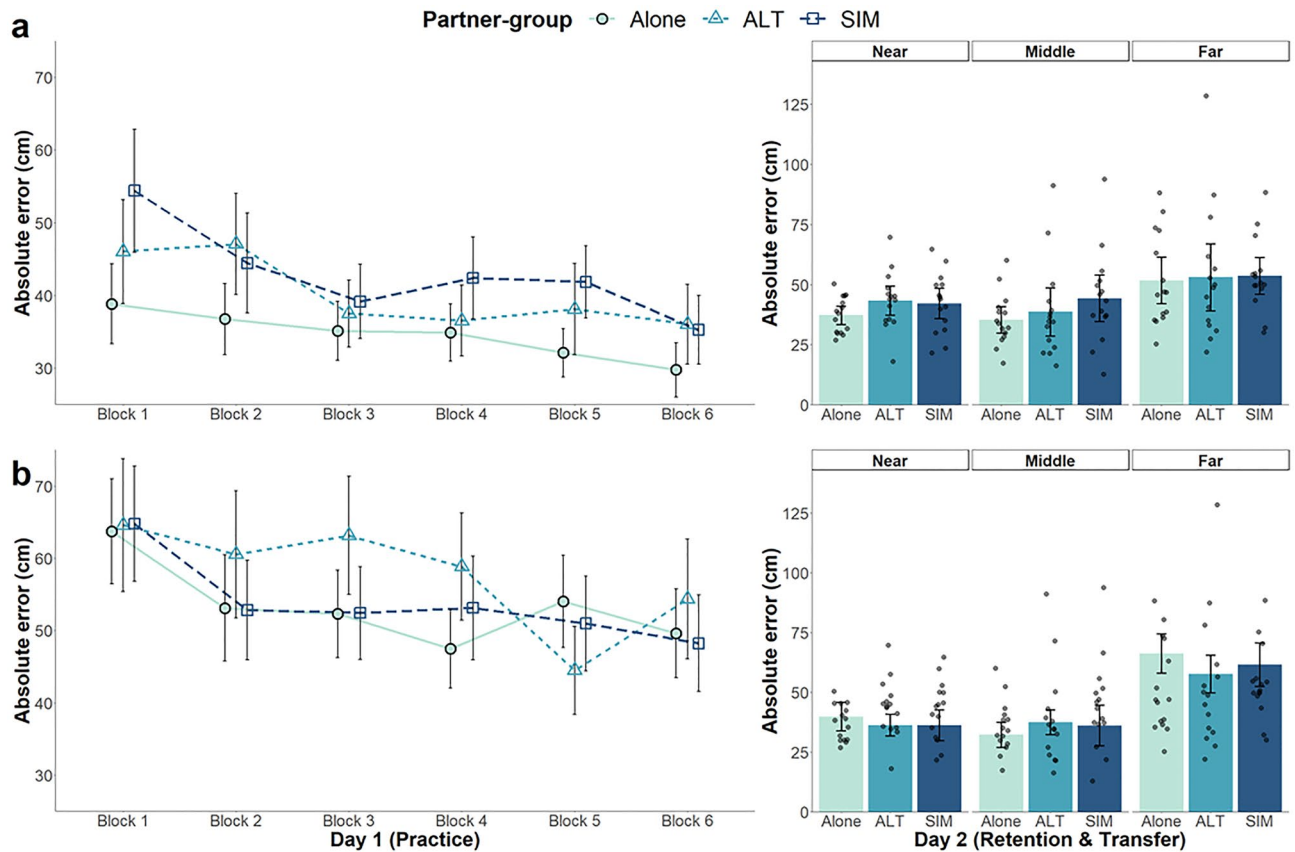 Partner-group Alone ALT SIM
a
Absolute error (cm)
70
60
50
40
30
Block 1 Block 2 Block 3 Block 4 Block 5 Block 6
Near Middle Far
Absolute error (cm)
125
100
75
50
25
0
Alone ALT SIM Alone ALT SIM Alone ALT SIM
b
Absolute error (cm)
70
60
50
40
30
Block 1 Block 2 Block 3 Block 4 Block 5 Block 6
Day 1 (Practice)
Near Middle Far
Absolute error (cm)
125
100
75
50
25
0
Alone ALT SIM Alone ALT SIM Alone ALT SIM
Day 2 (Retention & Transfer)